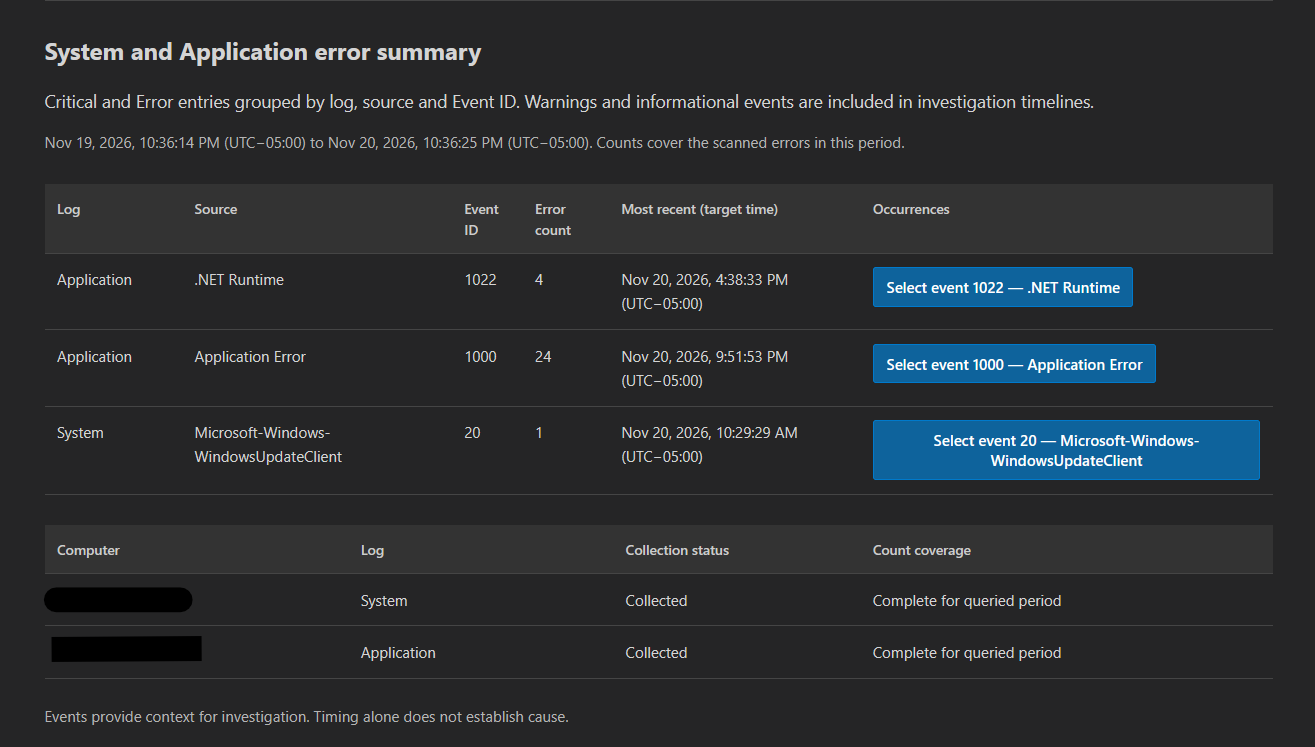 System and Application error summary
Critical and Error entries grouped by log, source and Event ID. Warnings and informational events are included in investigation timelines.
Nov 19, 2026, 10:36:14 PM (UTC−05:00) to Nov 20, 2026, 10:36:25 PM (UTC−05:00). Counts cover the scanned errors in this period.
Log Source Event ID Error count Most recent (target time) Occurrences
Application .NET Runtime 1022 4 Nov 20, 2026, 4:38:33 PM (UTC−05:00) Select event 1022 — .NET Runtime
Application Application Error 1000 24 Nov 20, 2026, 9:51:53 PM (UTC−05:00) Select event 1000 — Application Error
System Microsoft-Windows-WindowsUpdateClient 20 1 Nov 20, 2026, 10:29:29 AM (UTC−05:00) Select event 20 — Microsoft-Windows-WindowsUpdateClient
Computer Log Collection status Count coverage
System Collected Complete for queried period
Application Collected Complete for queried period
Events provide context for investigation. Timing alone does not establish cause.